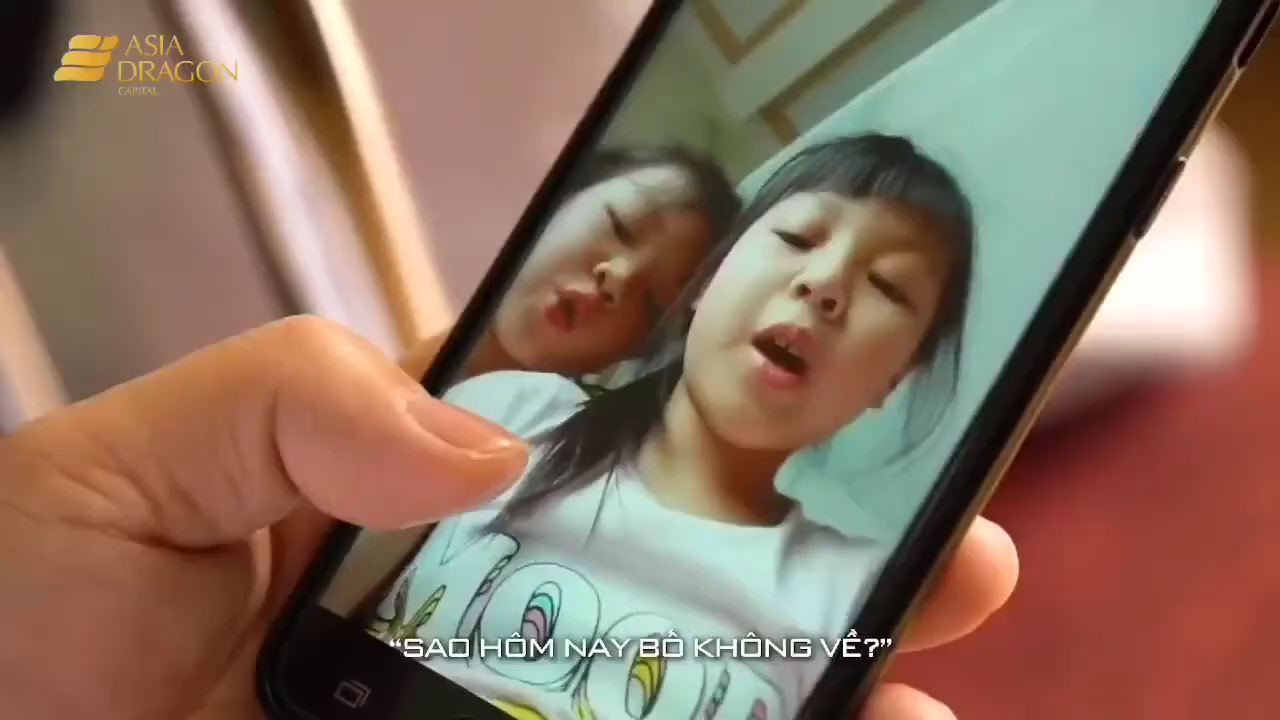 ASIA
DRAGON
CAPITAL
“SAO HÔM NAY BỐ KHÔNG VỀ?”